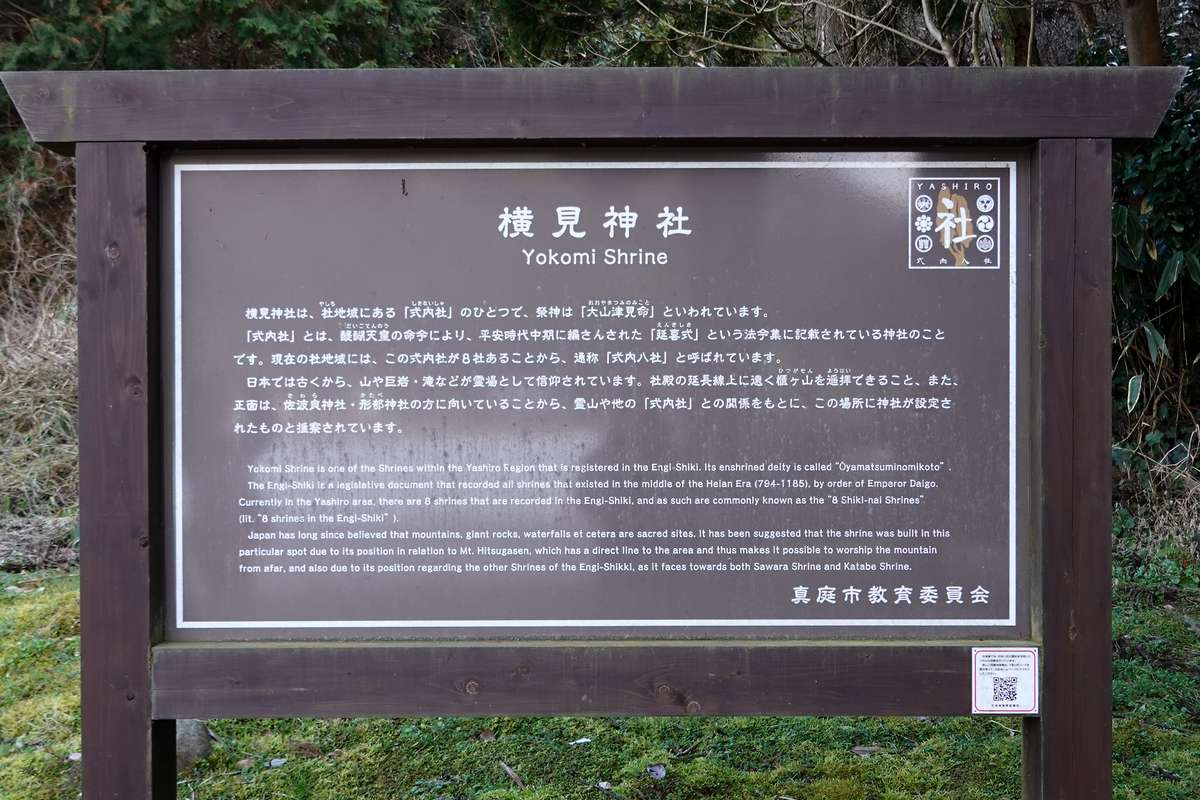 YASHIRO
社
式内八社
横見神社
Yokomi Shrine
横見神社は、社地域にある「式内社」のひとつで、祭神は「大山津見命」といわれています。
「式内社」とは、醍醐天皇の命令により、平安時代中期に編さんされた「延喜式」という法令集に記載されている神社のこと
です。現在の社地域には、この式内社が8社あることから、通称「式内八社」と呼ばれています。
日本では古くから、山や巨岩・滝などが霊場として信仰されています。社殿の延長線上に遠く櫃ヶ山を遥拝できること、また、
正面は、佐波良神社・形部神社の方に向いていることから、霊山や他の「式内社」との関係をもとに、この場所に神社が設定さ
れたものと推察されています。
Yokomi Shrine is one of the Shrines within the Yashiro Region that is registered in the Engi-Shiki. Its enshrined deity is called "Ōyamatsuminomikoto" .
The Engi-Shiki is a legislative document that recorded all shrines that existed in the middle of the Heian Era (794-1185), by order of Emperor Daigo.
Currently in the Yashiro area, there are 8 shrines that are recorded in the Engi-Shiki, and as such are commonly known as the "8 Shiki-nai Shrines"
(lit. "8 shrines in the Engi-Shiki" ).
Japan has long since believed that mountains, giant rocks, waterfalls et cetera are sacred sites. It has been suggested that the shrine was built in this
particular spot due to its position in relation to Mt. Hitsugasen, which has a direct line to the area and thus makes it possible to worship the mountain
from afar, and also due to its position regarding the other Shrines of the Engi-Shikki, as it faces towards both Sawara Shrine and Katabe Shrine.
真庭市教育委員会